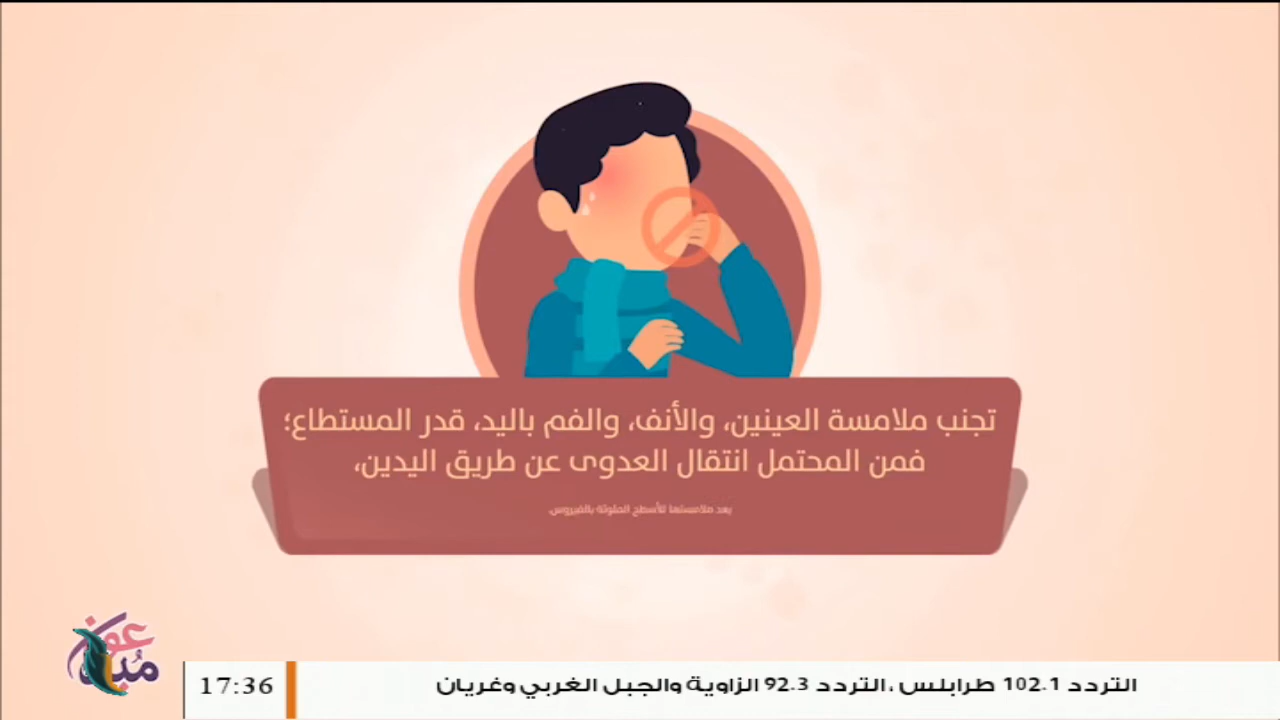 تجنب ملامسة العينين، والأنف، والفم باليد، قدر المستطاع؛
فمن المحتمل انتقال العدوى عن طريق اليدين،
بعد ملامستها للأسطح الملوثة بالفيروس.
17:36
التردد 102.1 طرابلس ،التردد 92.3 الزاوية والجبل الغربي وغريان